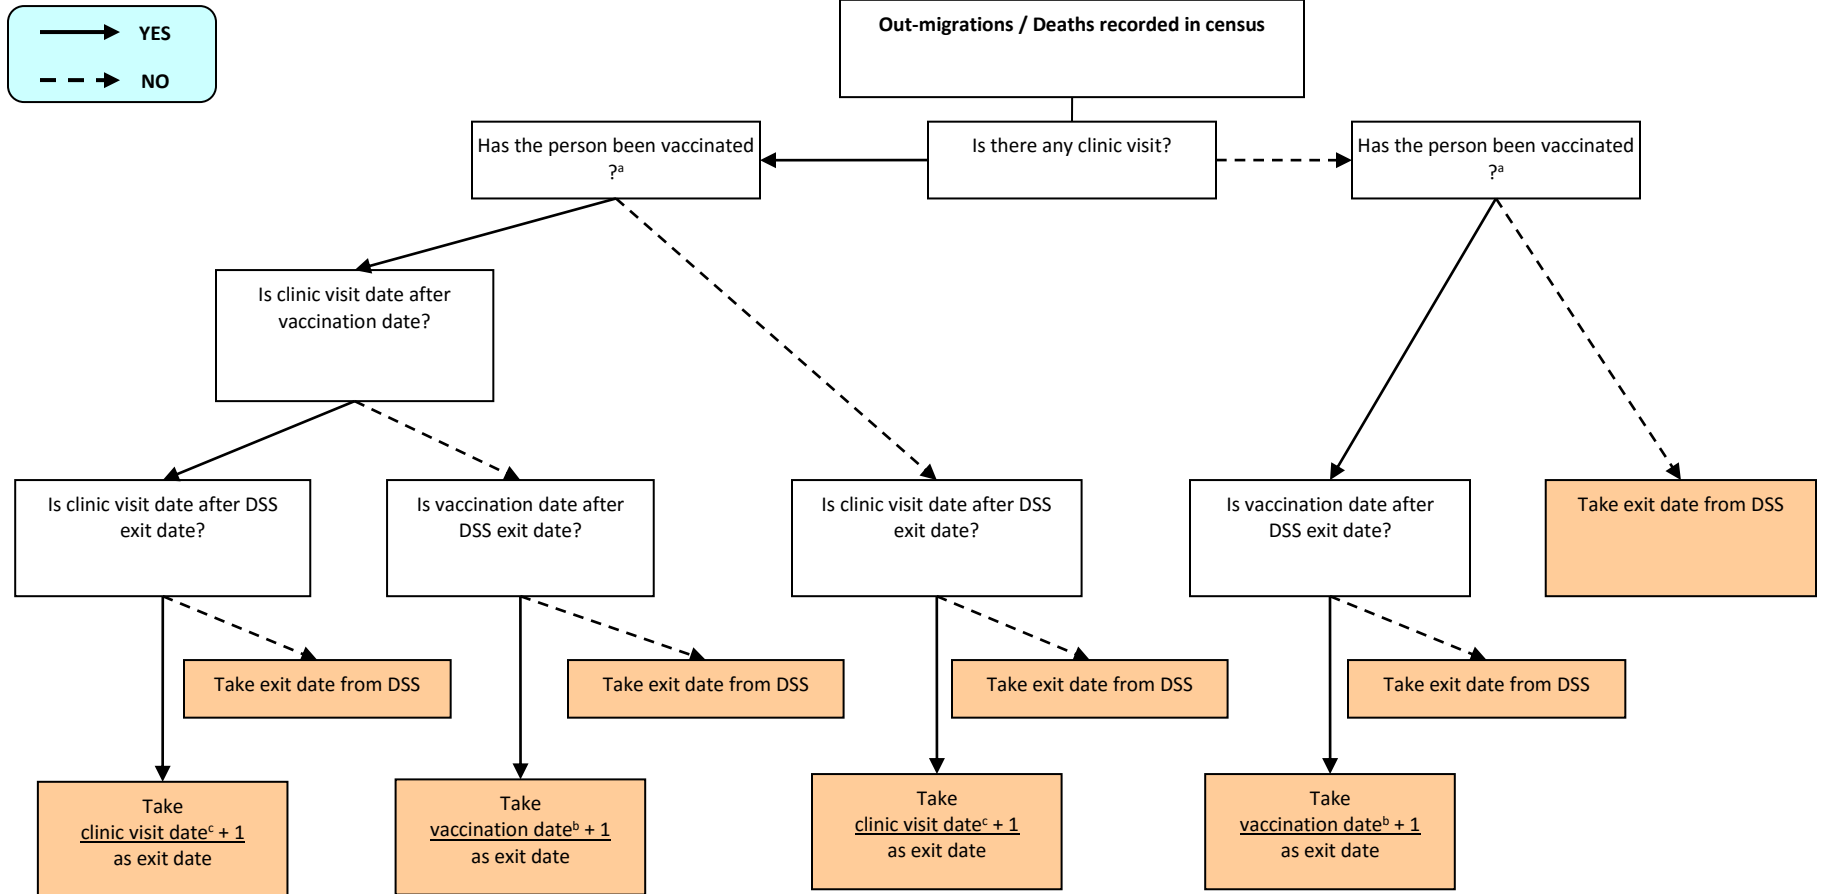 YES
NO
Out-migrations / Deaths recorded in census
Has the person been vaccinated
?ᵃ
Is there any clinic visit?
Has the person been vaccinated
?ᵃ
Is clinic visit date after
vaccination date?
Is clinic visit date after DSS
exit date?
Is vaccination date after
DSS exit date?
Is clinic visit date after DSS
exit date?
Is vaccination date after
DSS exit date?
Take exit date from DSS
Take exit date from DSS
Take exit date from DSS
Take exit date from DSS
Take exit date from DSS
Take
clinic visit dateᶜ + 1
as exit date
Take
vaccination dateᵇ + 1
as exit date
Take
clinic visit dateᶜ + 1
as exit date
Take
vaccination dateᵇ + 1
as exit date